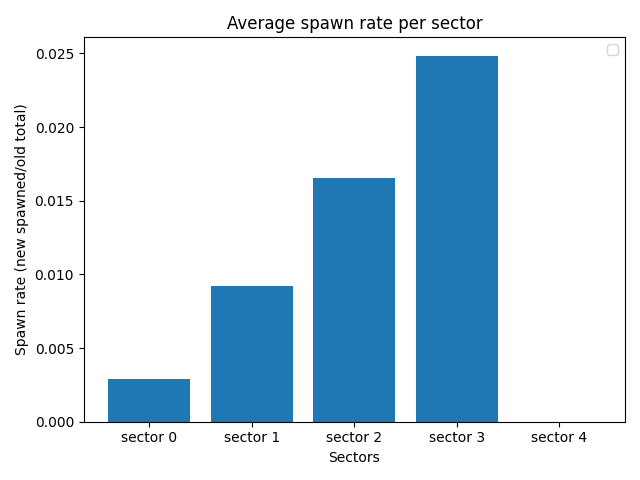 Average spawn rate per sector
Spawn rate (new spawned/old total)
0.025
0.020
0.015
0.010
0.005
0.000
sector 0
sector 1
sector 2
sector 3
sector 4
Sectors